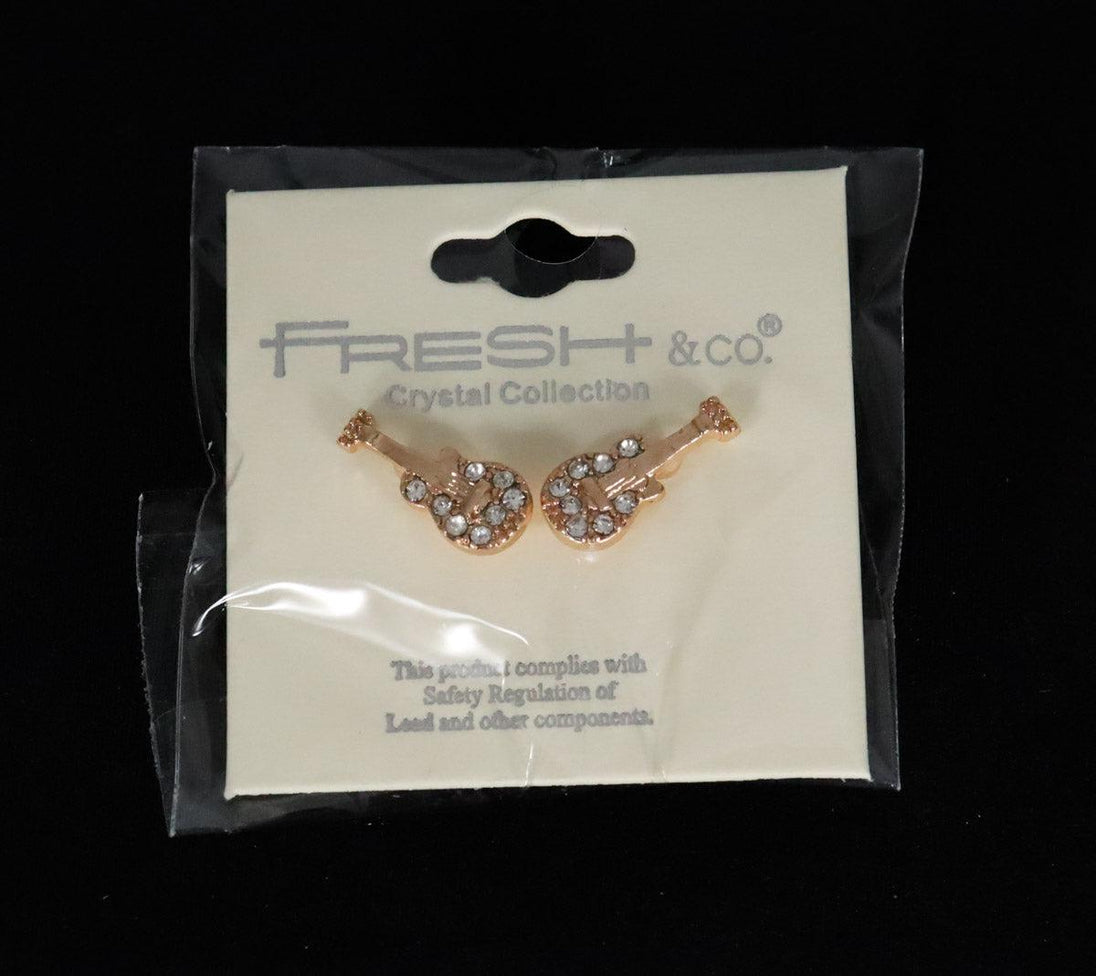 FRESH & CO.®
Crystal Collection
This product complies with
Safety Regulation of
Lead and other components.